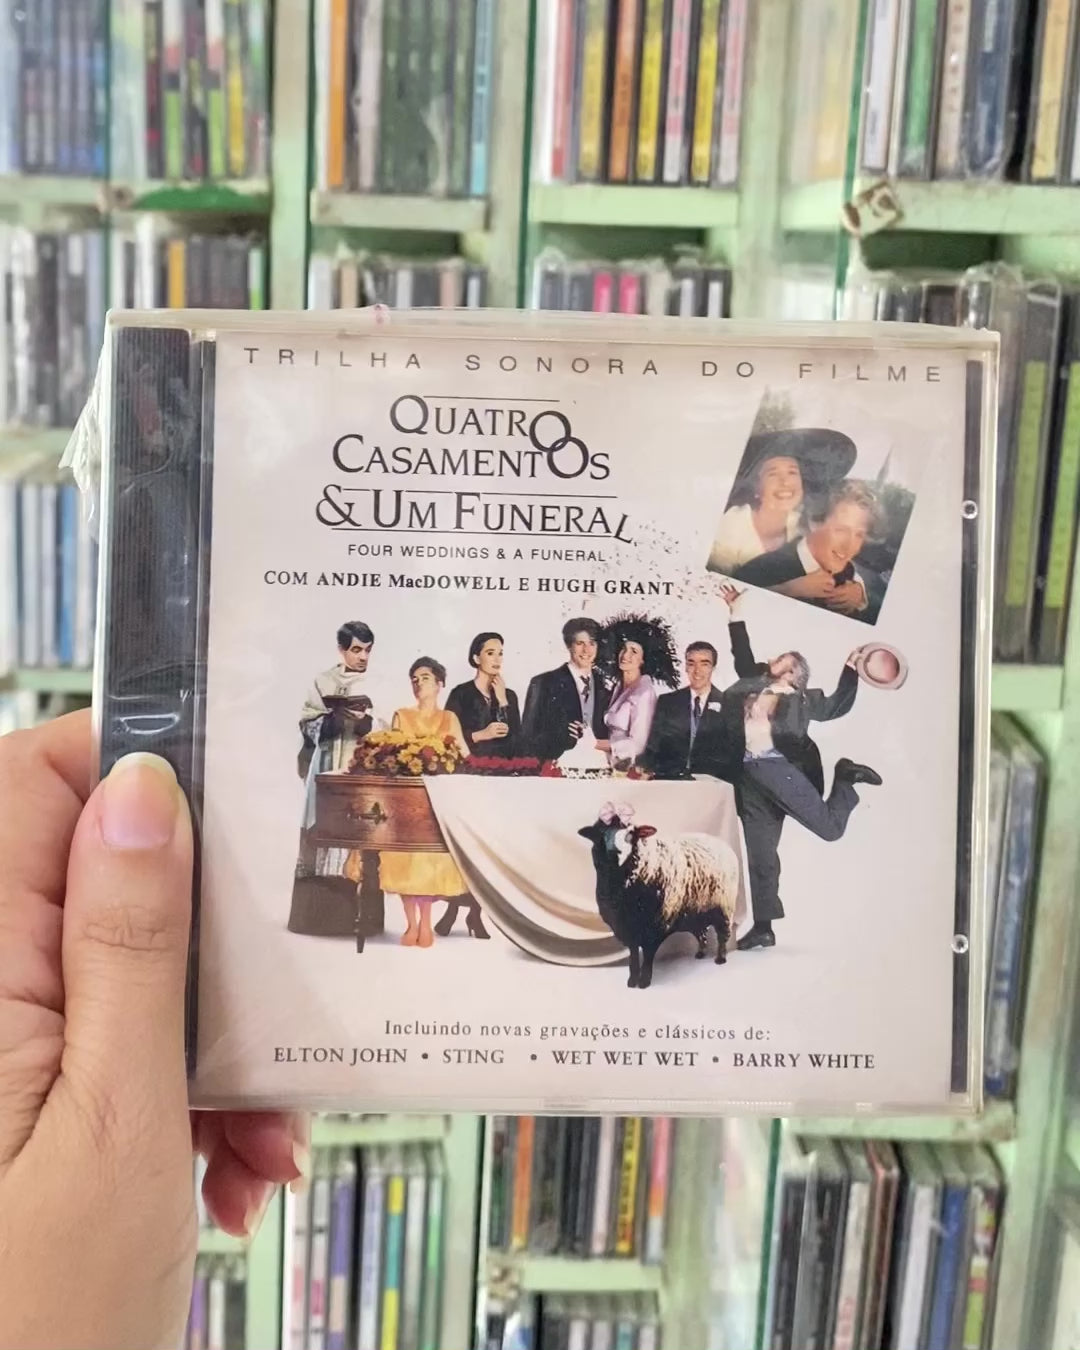 TRILHA SONORA DO FILME
QUATRO
CASAMENTOS
& UM FUNERAL
FOUR WEDDINGS & A FUNERAL
COM ANDIE MacDOWELL E HUGH GRANT
Incluindo novas gravações e clássicos de:
ELTON JOHN • STING • WET WET WET • BARRY WHITE